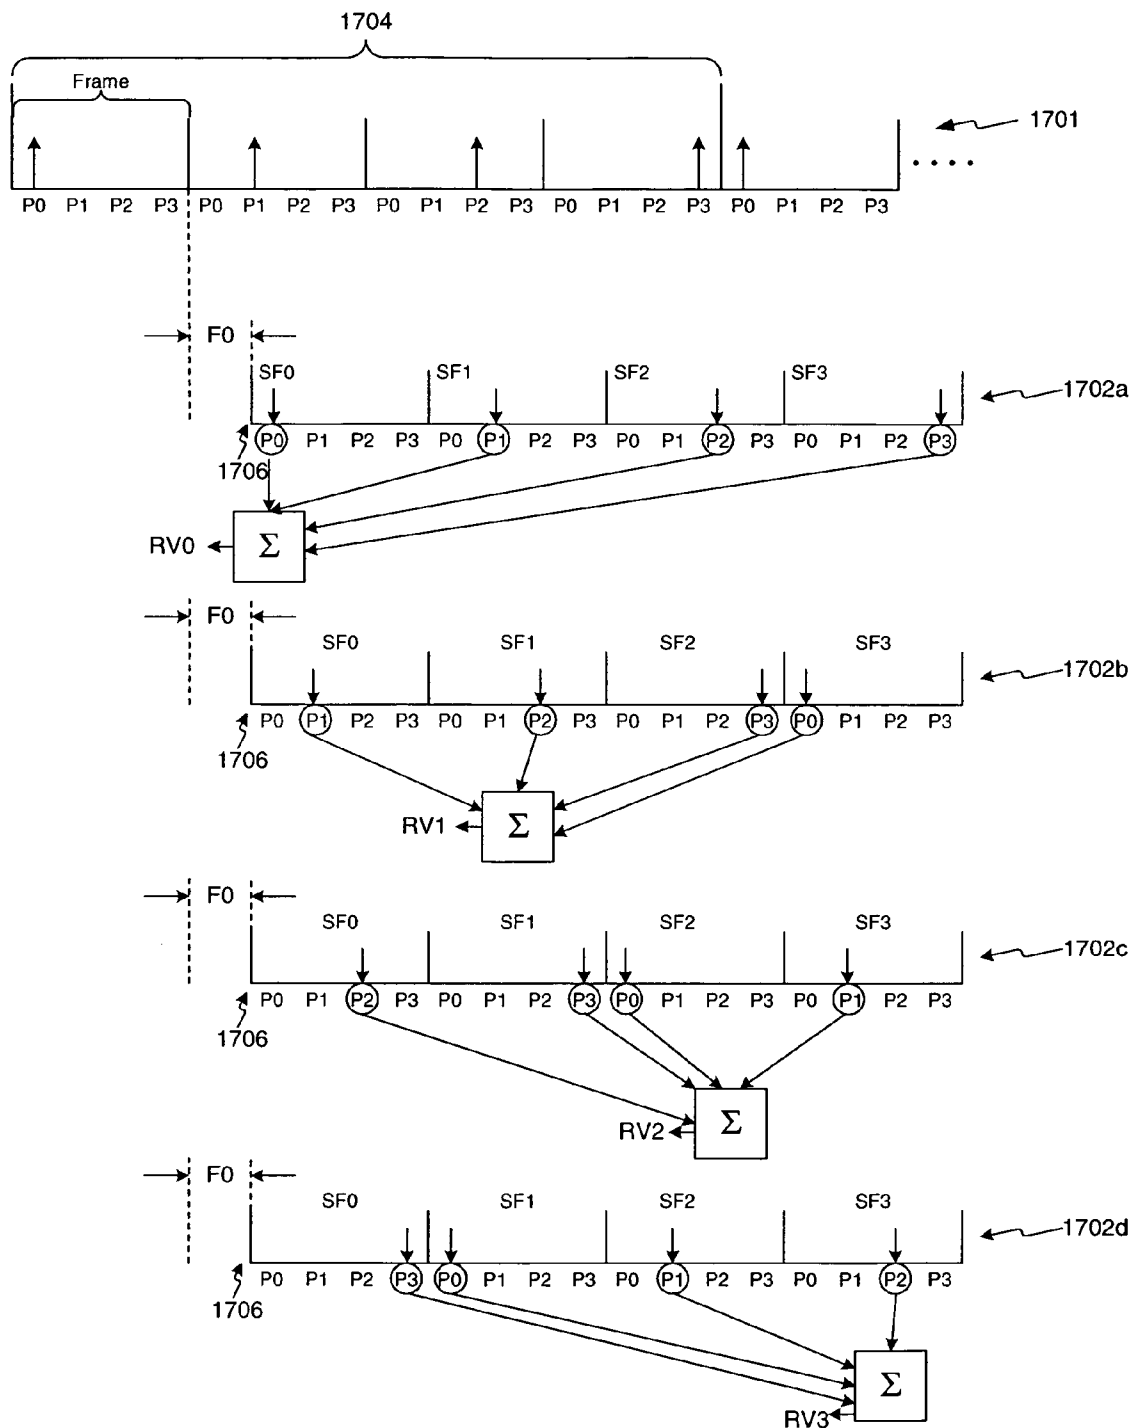 1704
Frame
1701
P0 P1 P2 P3 P0 P1 P2 P3 P0 P1 P2 P3 P0 P1 P2 P3 P0 P1 P2 P3
F0
SF0 SF1 SF2 SF3
1702a
P0 P1 P2 P3 P0 P1 P2 P3 P0 P1 P2 P3 P0 P1 P2 P3
1706
RV0 Σ
F0
SF0 SF1 SF2 SF3
1702b
P0 P1 P2 P3 P0 P1 P2 P3 P0 P1 P2 P3 P0 P1 P2 P3
1706
RV1 Σ
F0
SF0 SF1 SF2 SF3
1702c
P0 P1 P2 P3 P0 P1 P2 P3 P0 P1 P2 P3 P0 P1 P2 P3
1706
RV2 Σ
F0
SF0 SF1 SF2 SF3
1702d
P0 P1 P2 P3 P0 P1 P2 P3 P0 P1 P2 P3 P0 P1 P2 P3
1706
Σ
RV3